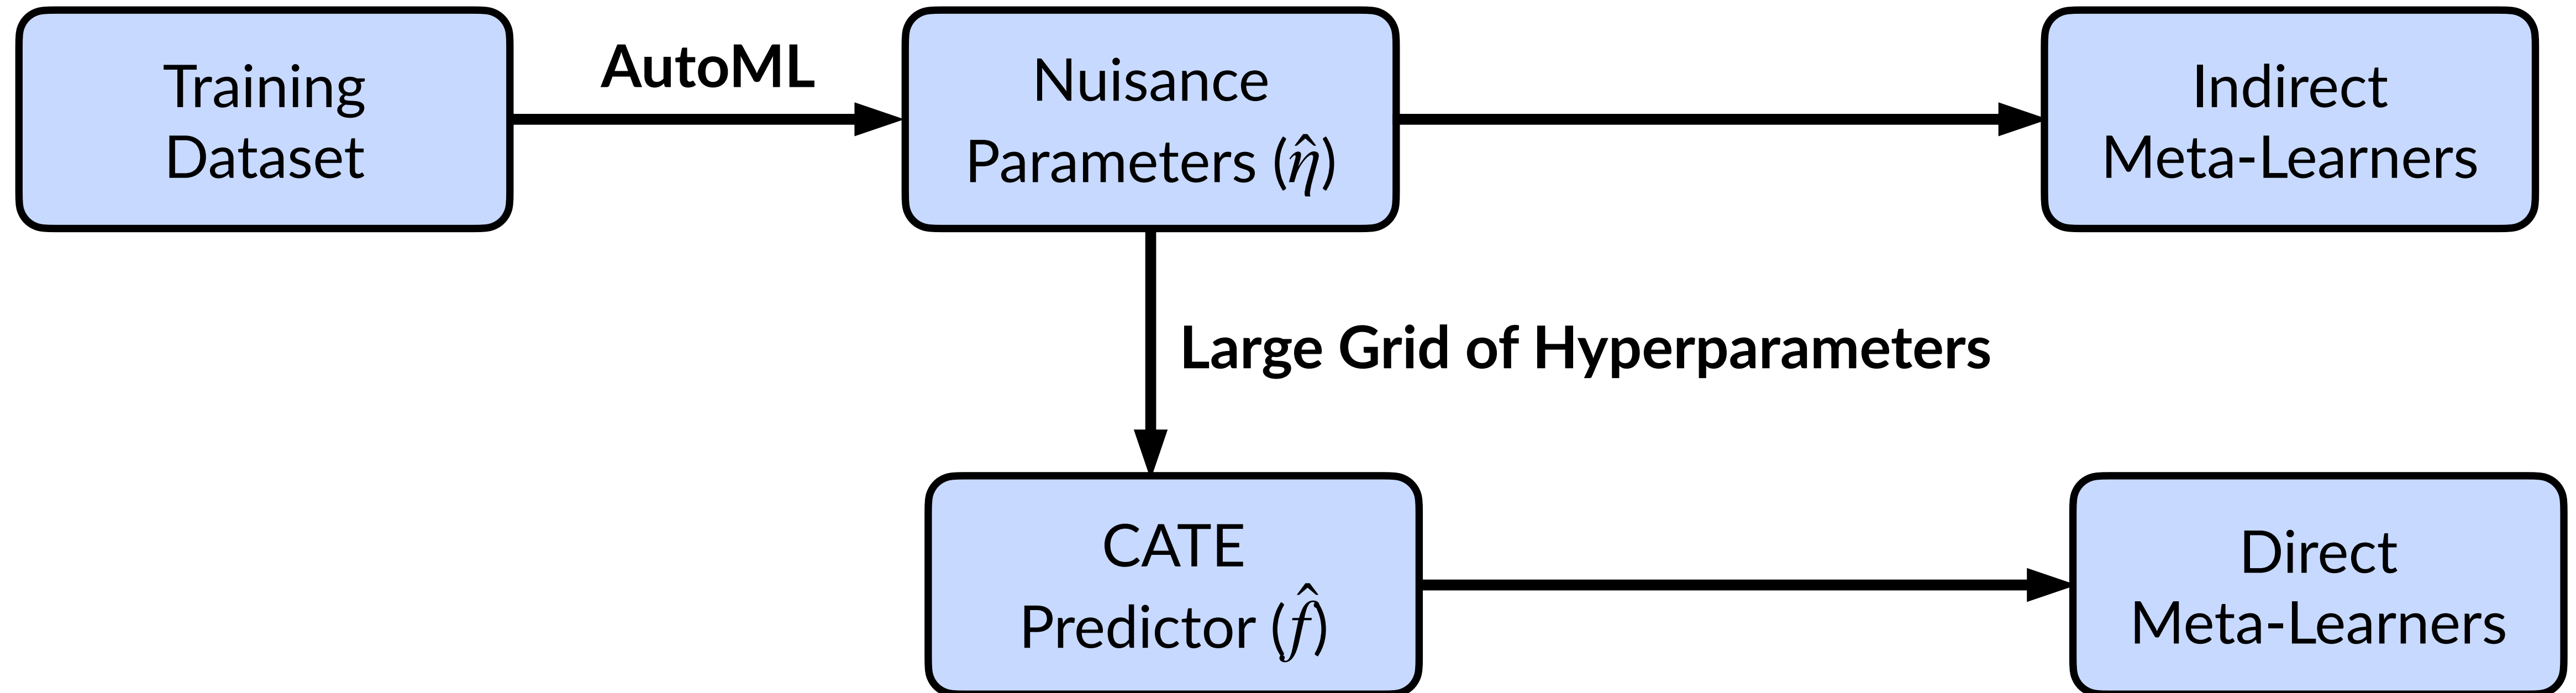 Training
Dataset
AutoML
Nuisance
Parameters (η̂)
Indirect
Meta-Learners
Large Grid of Hyperparameters
CATE
Predictor (f̂)
Direct
Meta-Learners